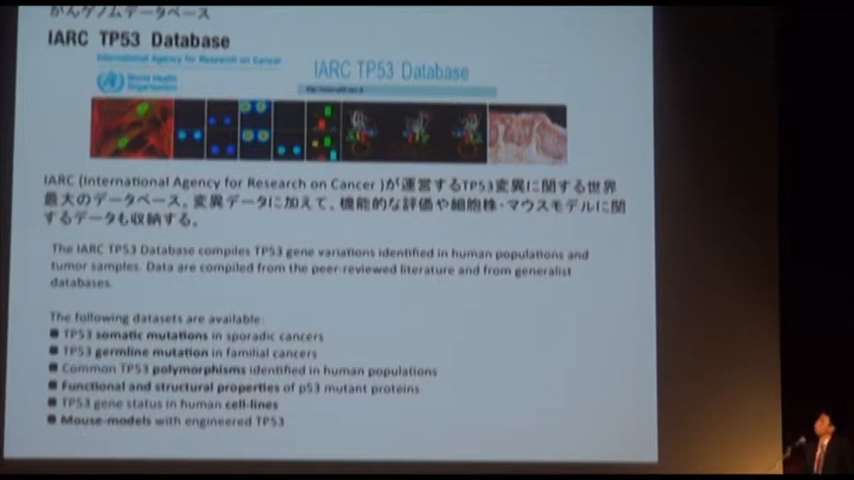 がんゲノムデータベース
IARC TP53 Database
International Agency for Research on Cancer
World Health
Organization
IARC TP53 Database
IARC (International Agency for Research on Cancer )が運営するTP53変異に関する世界
最大のデータベース。変異データに加えて、機能的な評価や細胞株・マウスモデルに関
するデータも収納する。
The IARC TP53 Database compiles TP53 gene variations identified in human populations and
tumor samples. Data are compiled from the peer-reviewed literature and from generalist
databases.
The following datasets are available:
■ TP53 somatic mutations in sporadic cancers
■ TP53 germline mutation in familial cancers
■ Common TP53 polymorphisms identified in human populations
■ Functional and structural properties of p53 mutant proteins
■ TP53 gene status in human cell-lines
■ Mouse-models with engineered TP53